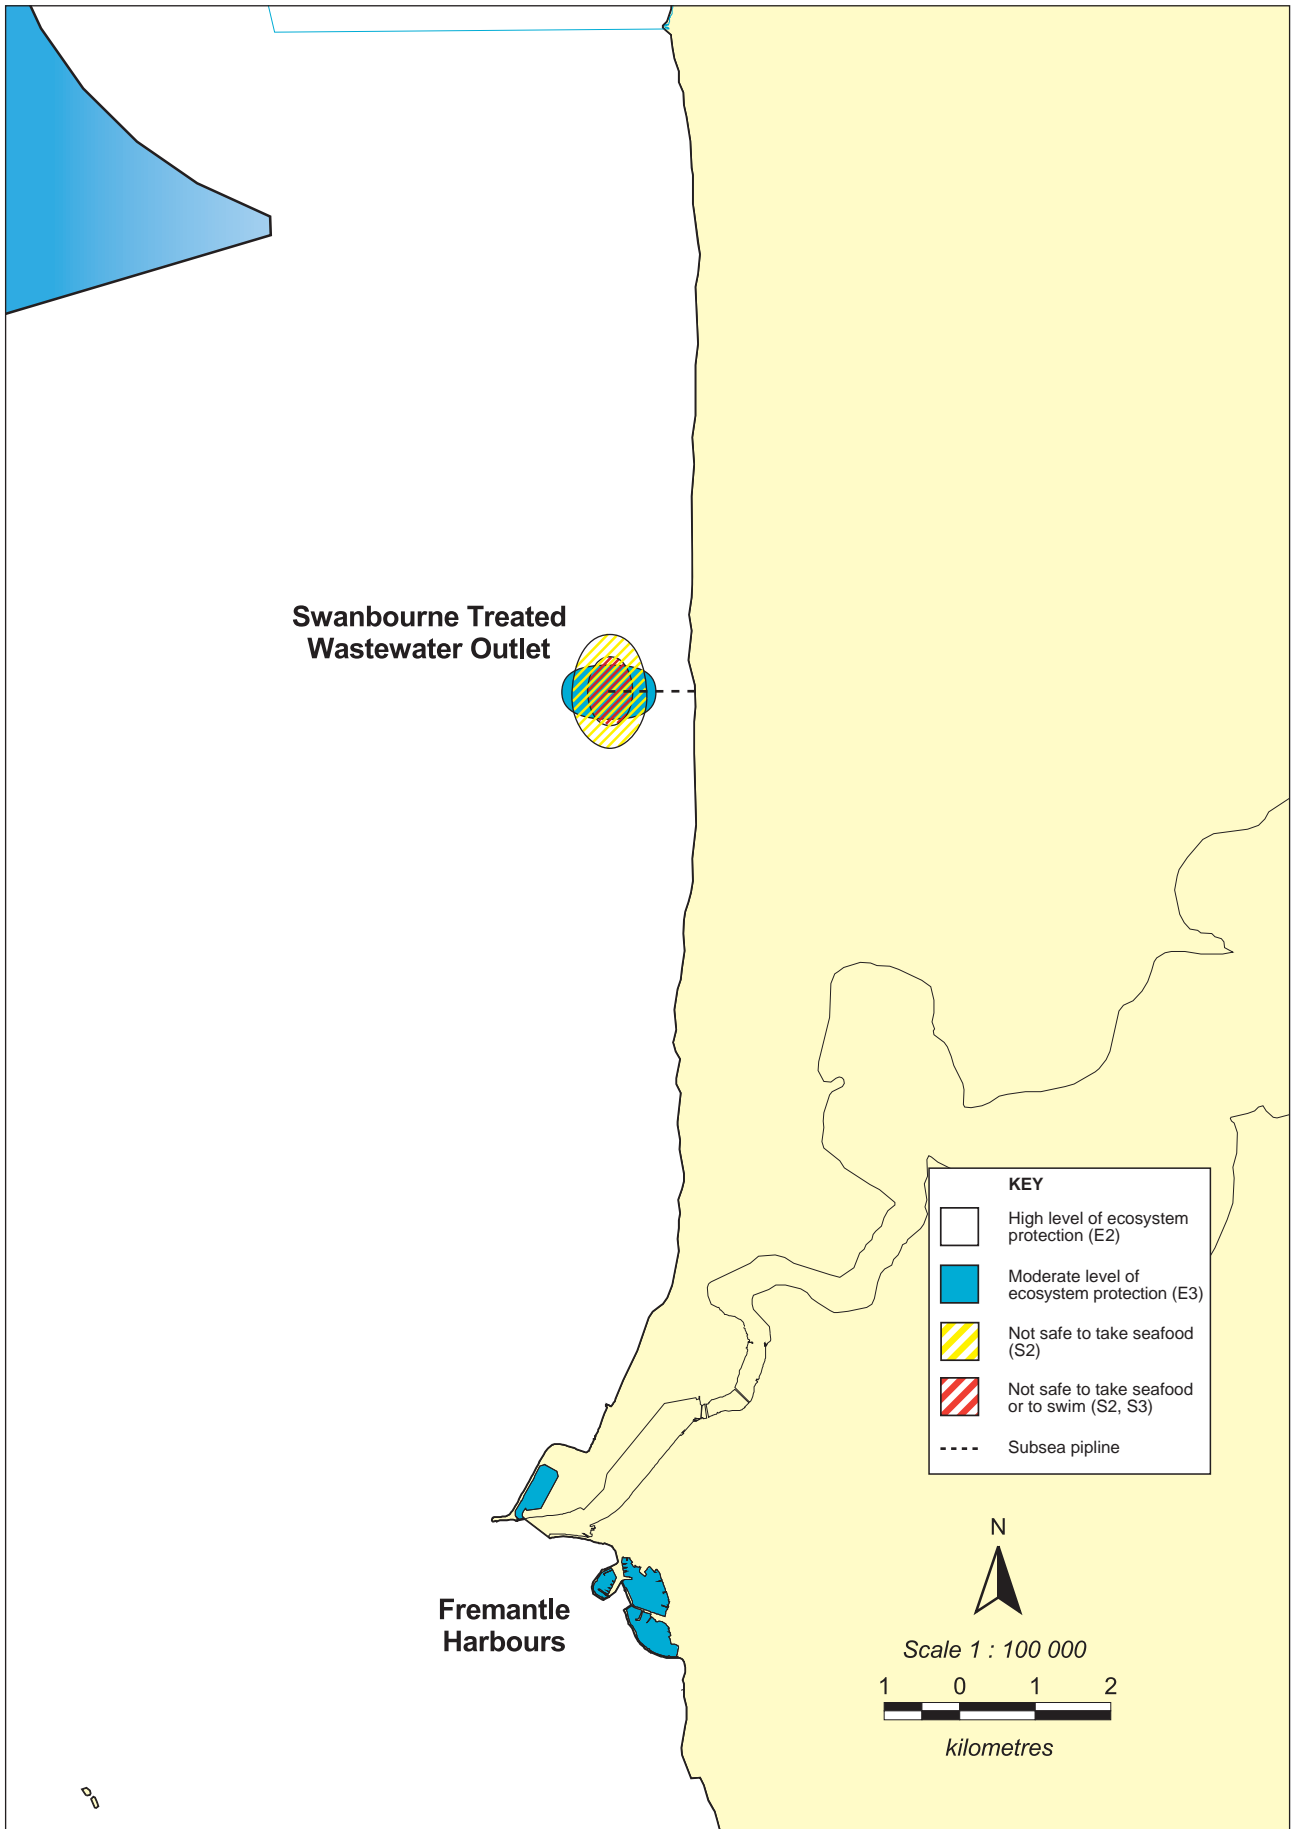 Swanbourne Treated
Wastewater Outlet
KEY
High level of ecosystem
protection (E2)
Moderate level of
ecosystem protection (E3)
Not safe to take seafood
(S2)
Not safe to take seafood
or to swim (S2, S3)
Subsea pipline
N
Fremantle
Harbours
Scale 1 : 100 000
1 0 1 2
kilometres